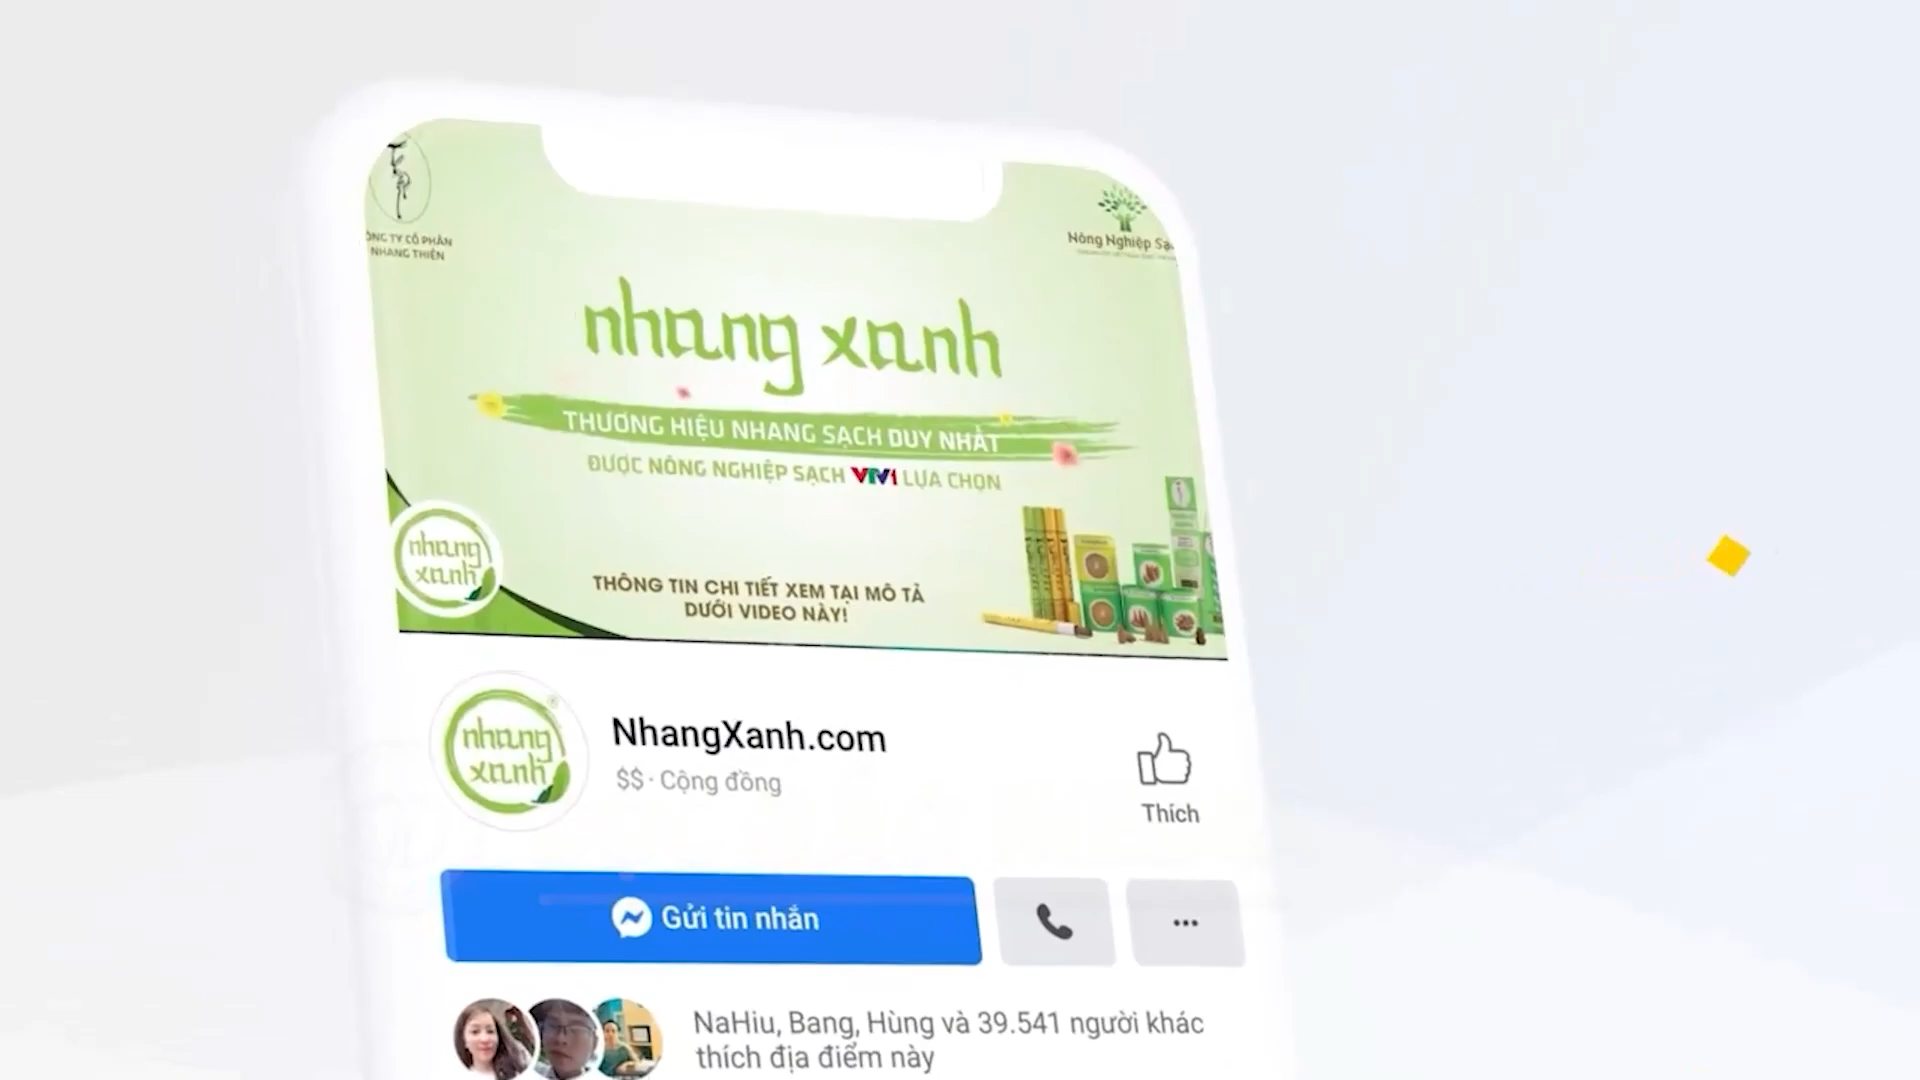 CÔNG TY CỔ PHẦN
NHANG THIỀN
Nông Nghiệp Sạ
nhang xanh
THƯƠNG HIỆU NHANG SẠCH DUY NHẤT
ĐƯỢC NÔNG NGHIỆP SẠCH VTV1 LỰA CHỌN
nhang
xanh
THÔNG TIN CHI TIẾT XEM TẠI MÔ TẢ
DƯỚI VIDEO NÀY!
nhang
xanh
NhangXanh.com
$$ · Cộng đồng
Thích
Gửi tin nhắn
NaHiu, Bang, Hùng và 39.541 người khác
thích địa điểm này